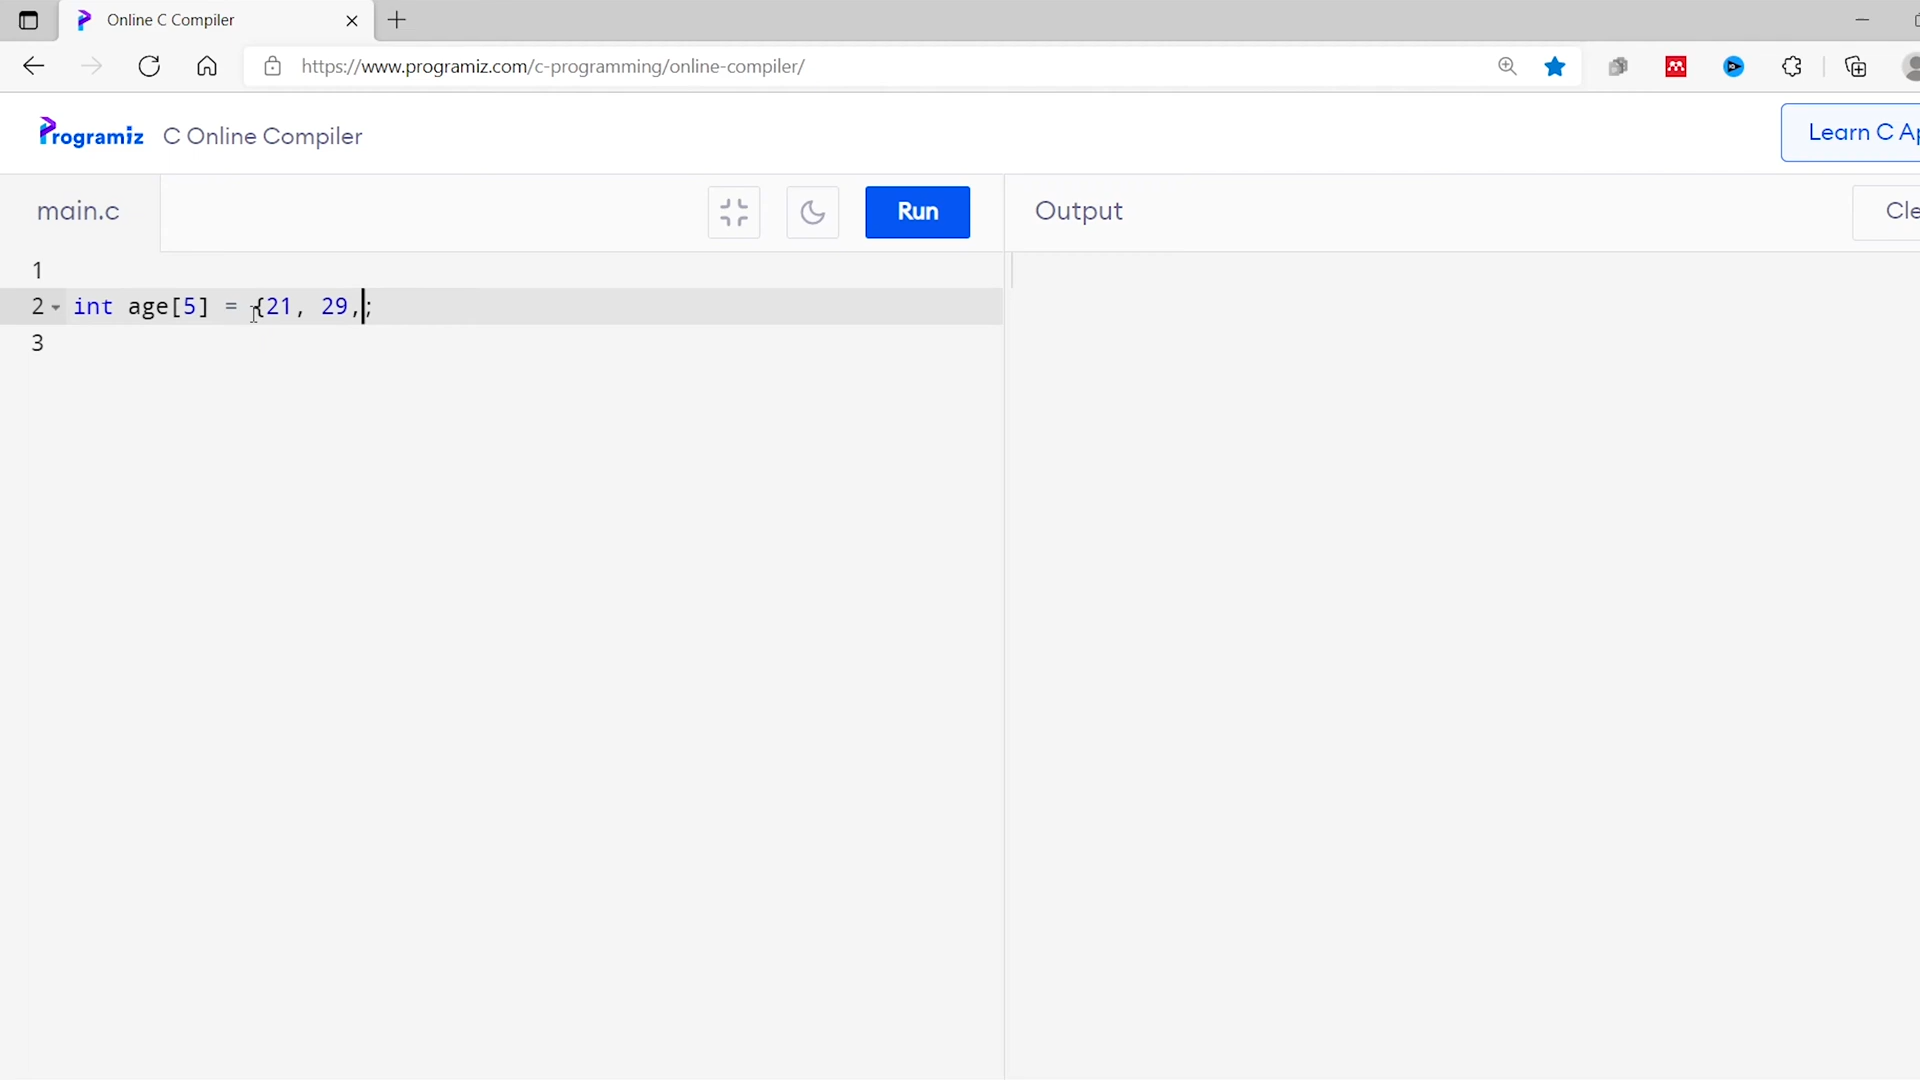 Online C Compiler
https://www.programiz.com/c-programming/online-compiler/
Programiz C Online Compiler
Learn C Ap
main.c
Run
Output
Cle
1
2 int age[5] = {21, 29,;
3